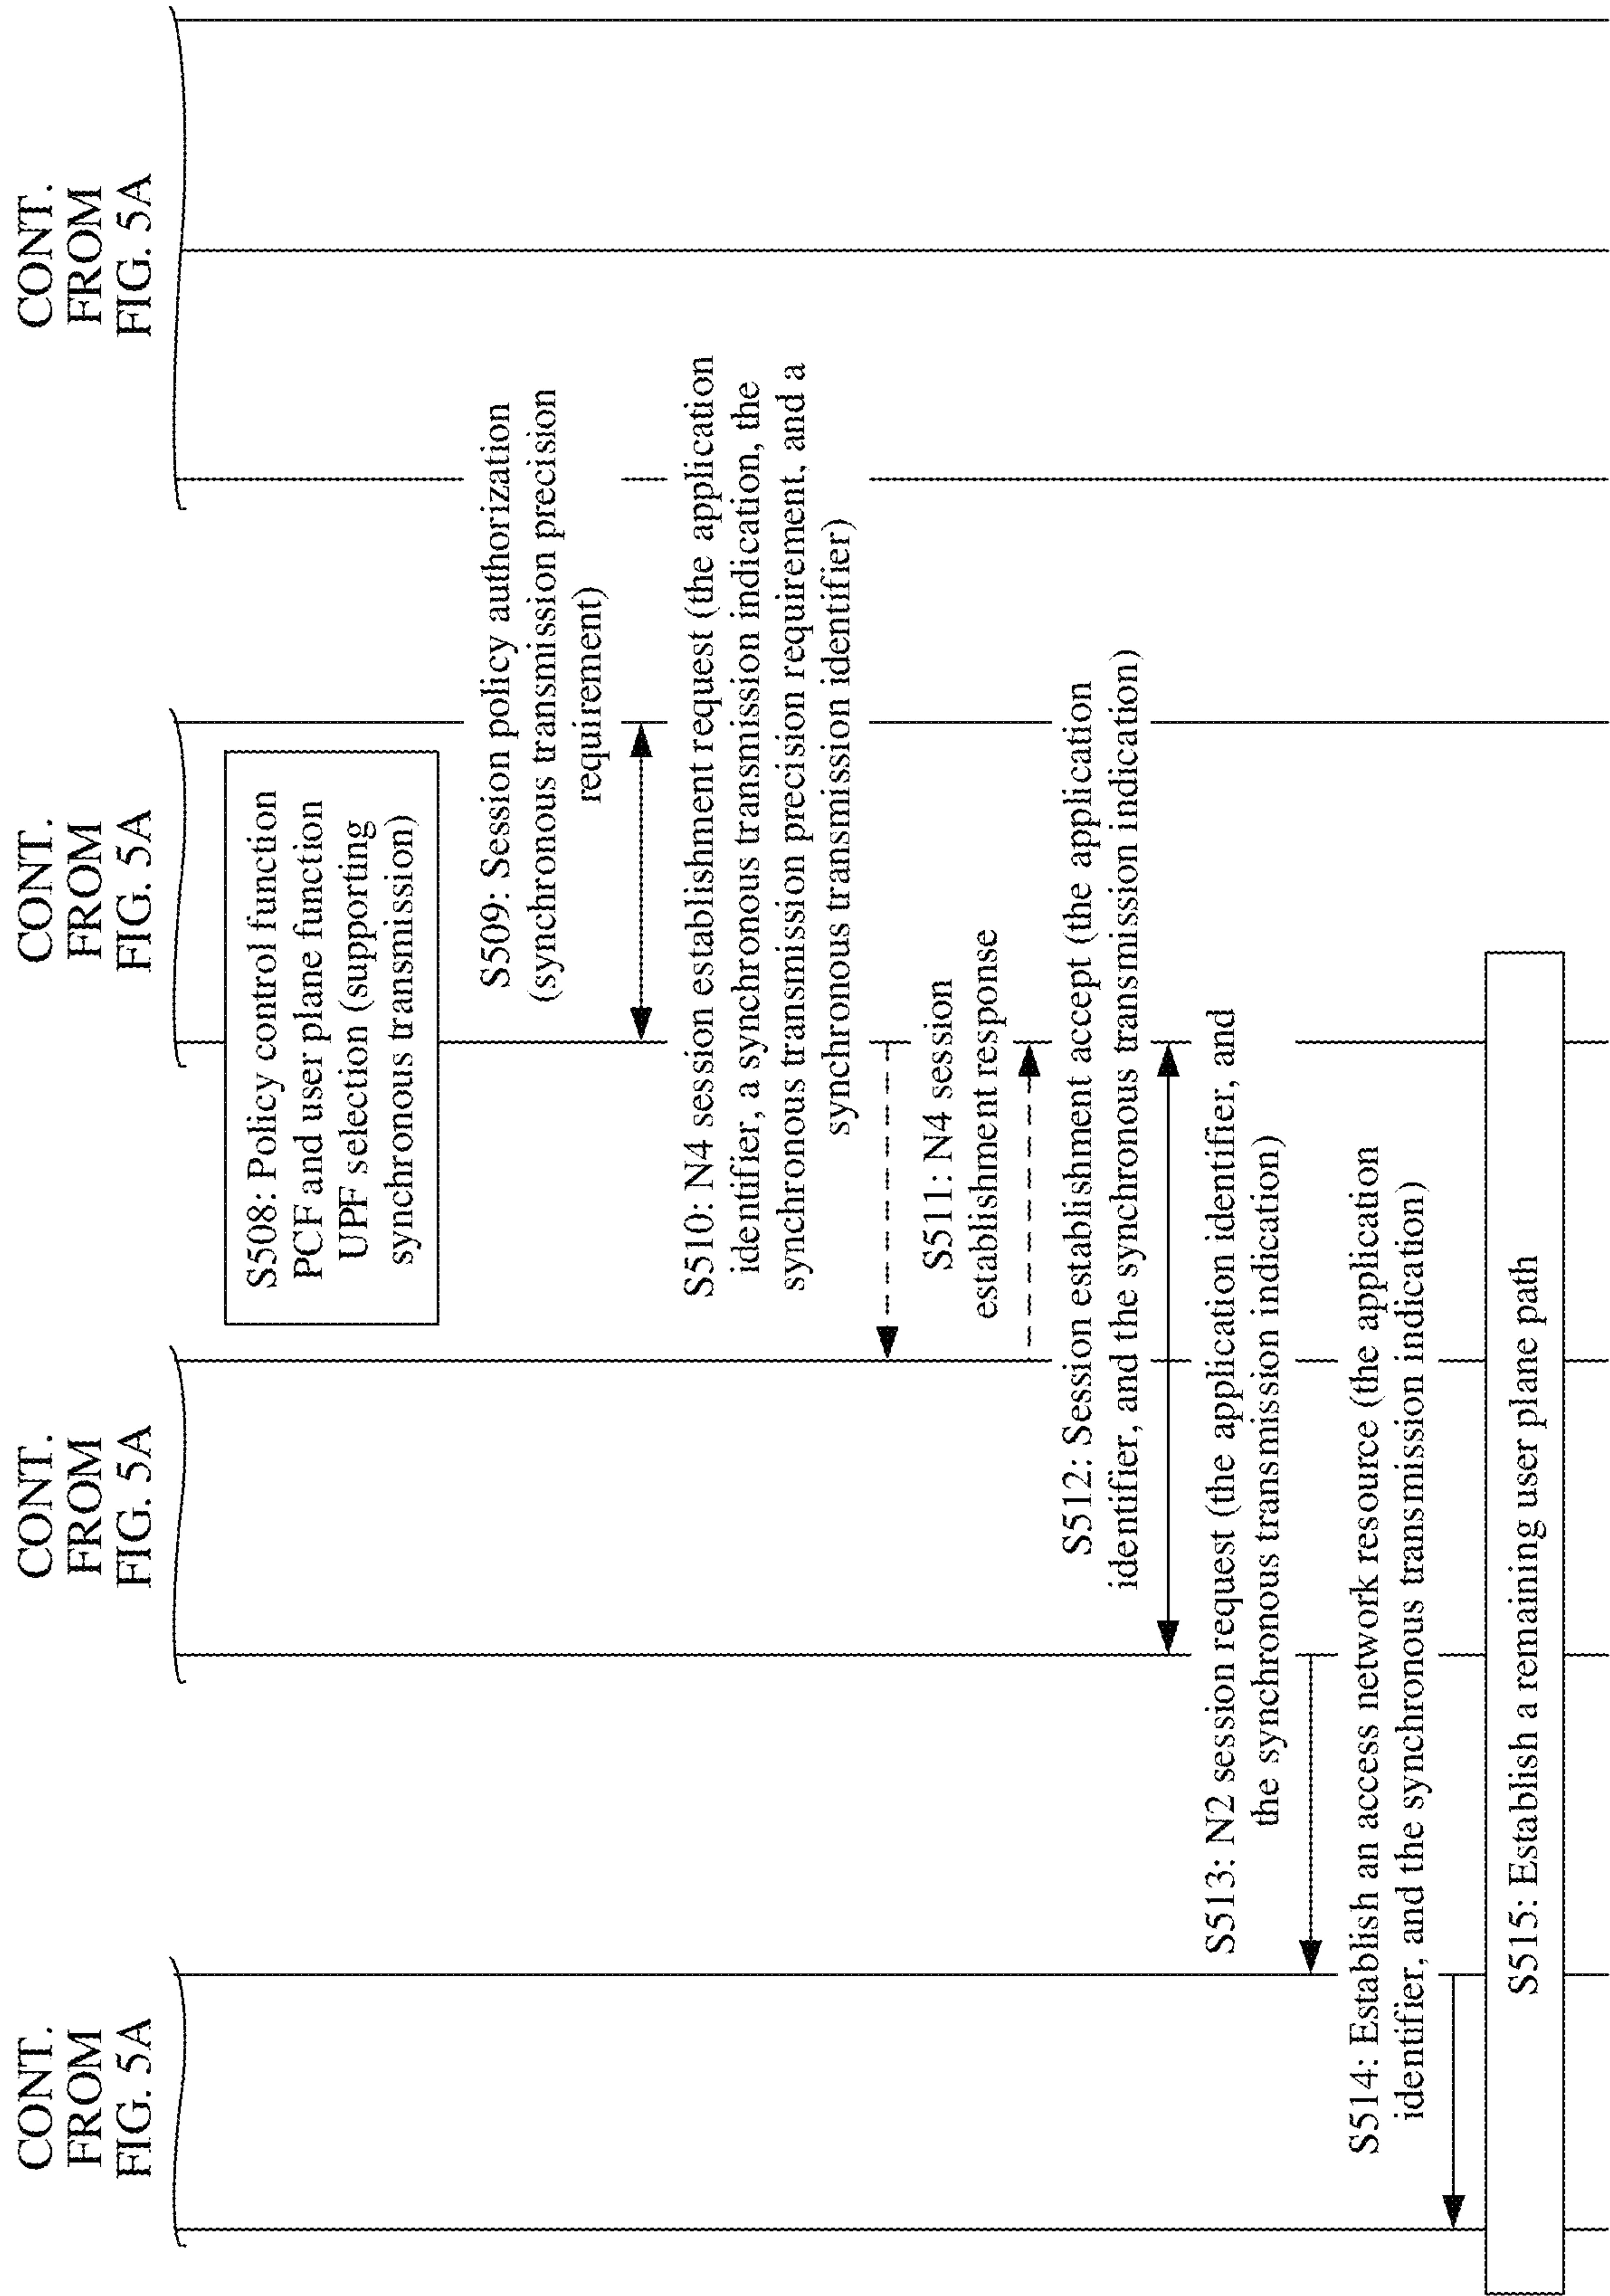 CONT.
FROM
FIG. 5A
CONT.
FROM
FIG. 5A
CONT.
FROM
FIG. 5A
CONT.
FROM
FIG. 5A
S508: Policy control function
PCF and user plane function
UPF selection (supporting
synchronous transmission)
S509: Session policy authorization
(synchronous transmission precision
requirement)
S510: N4 session establishment request (the application
identifier, a synchronous transmission indication, the
synchronous transmission precision requirement, and a
synchronous transmission identifier)
S511: N4 session
establishment response
S512: Session establishment accept (the application
identifier, and the synchronous transmission indication)
S513: N2 session request (the application identifier, and
the synchronous transmission indication)
S514: Establish an access network resource (the application
identifier, and the synchronous transmission indication)
S515: Establish a remaining user plane path